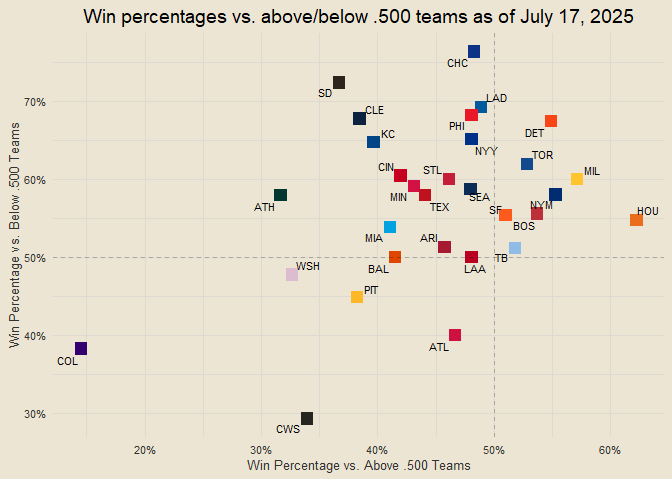 Win percentages vs. above/below .500 teams as of July 17, 2025
CHC
SD
LAD
CLE
PHI
DET
KC
NYY
TOR
CIN
STL
MIL
MIN
SEA
ATH
TEX
NYM
SF
HOU
BOS
MIA
ARI
TB
BAL
LAA
WSH
PIT
ATL
COL
CWS
70%
60%
50%
40%
30%
Win Percentage vs. Below .500 Teams
20%
30%
40%
50%
60%
Win Percentage vs. Above .500 Teams